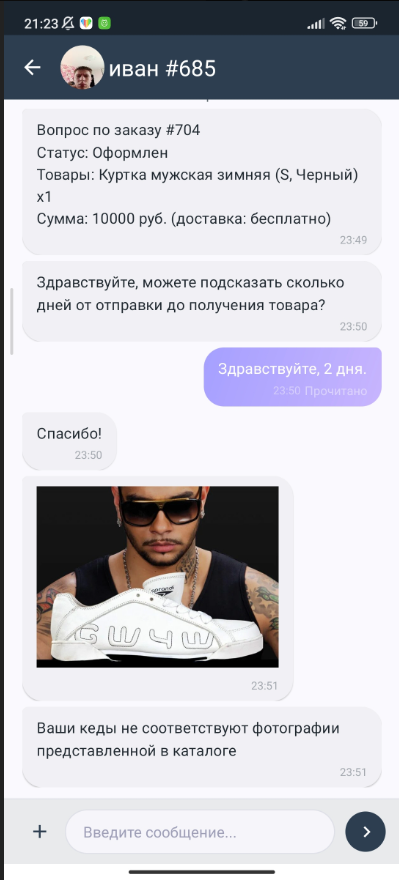 21:23
59
иван #685
Вопрос по заказу #704
Статус: Оформлен
Товары: Куртка мужская зимняя (S, Черный)
x1
Сумма: 10000 руб. (доставка: бесплатно)
23:49
Здравствуйте, можете подсказать сколько
дней от отправки до получения товара?
23:50
Здравствуйте, 2 дня.
23:50 Прочитано
Спасибо!
23:50
23:51
Ваши кеды не соответствуют фотографии
представленной в каталоге
23:51
Введите сообщение...